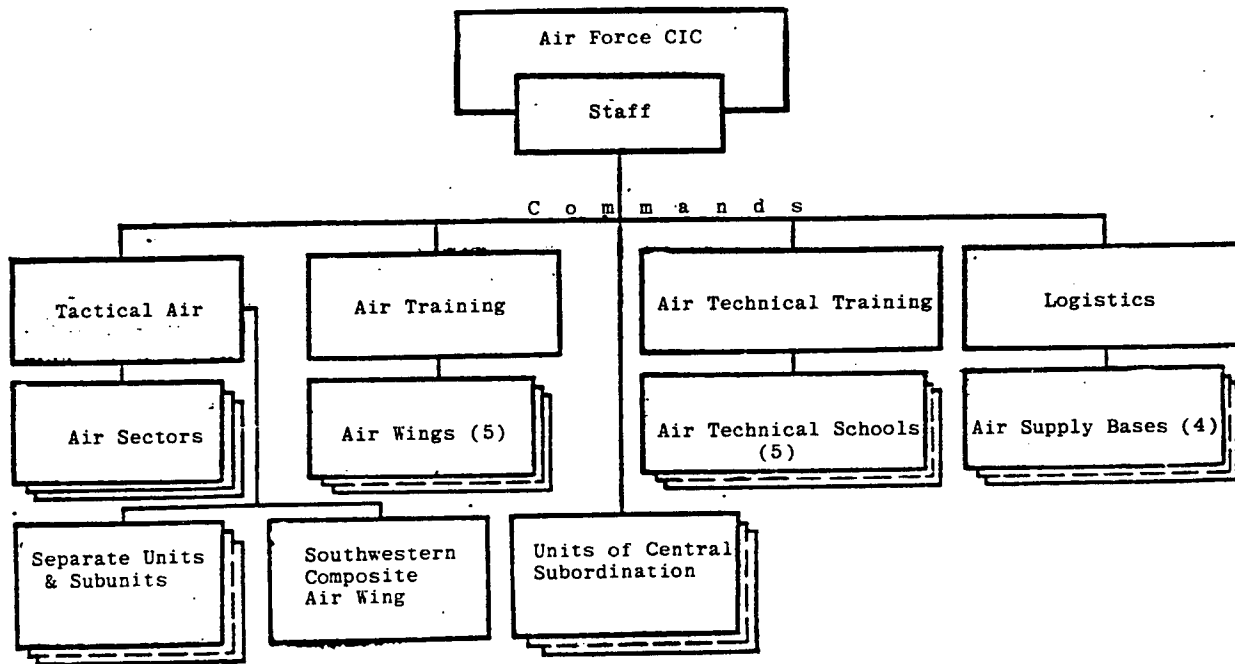 Air Force CIC
Staff
C o m m a n d s
Tactical Air
Air Training
Air Technical Training
Logistics
Air Sectors
Air Wings (5)
Air Technical Schools
(5)
Air Supply Bases (4)
Separate Units
& Subunits
Southwestern
Composite
Air Wing
Units of Central
Subordination